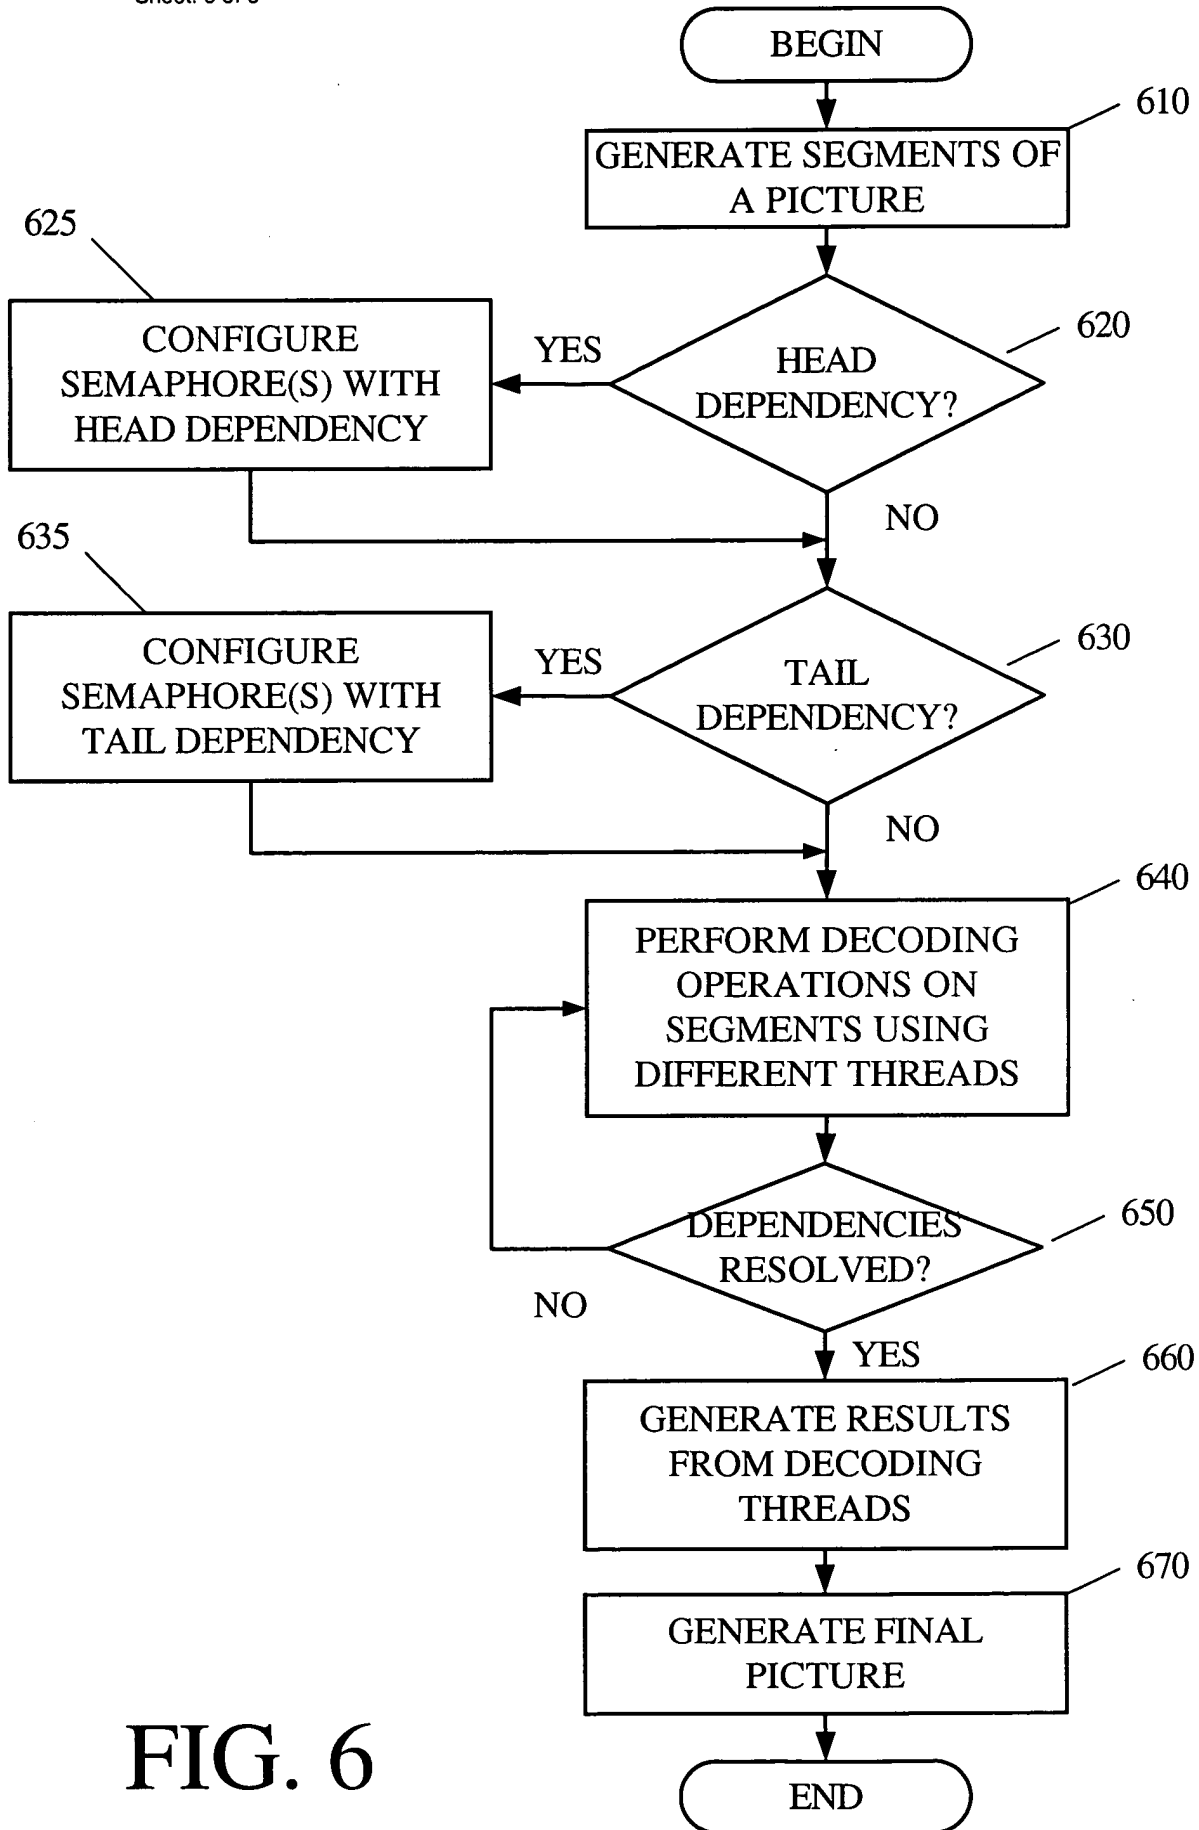 BEGIN
610
GENERATE SEGMENTS OF
A PICTURE
625
620
CONFIGURE
SEMAPHORE(S) WITH
HEAD DEPENDENCY
YES
HEAD
DEPENDENCY?
NO
635
630
CONFIGURE
SEMAPHORE(S) WITH
TAIL DEPENDENCY
YES
TAIL
DEPENDENCY?
NO
640
PERFORM DECODING
OPERATIONS ON
SEGMENTS USING
DIFFERENT THREADS
650
DEPENDENCIES
RESOLVED?
NO
YES
660
GENERATE RESULTS
FROM DECODING
THREADS
670
GENERATE FINAL
PICTURE
FIG. 6
END